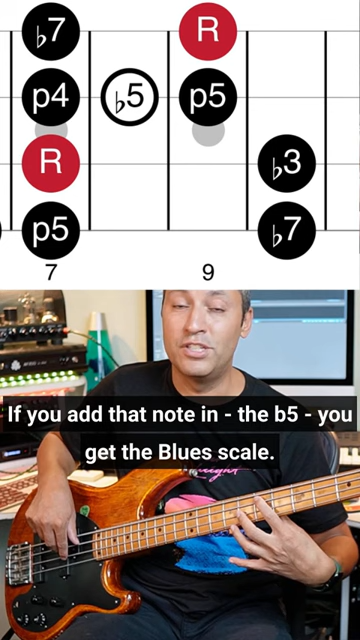 ♭7 R
p4 ♭5 p5
R ♭3
p5 ♭7
7 9
If you add that note in - the b5 - you
get the Blues scale.